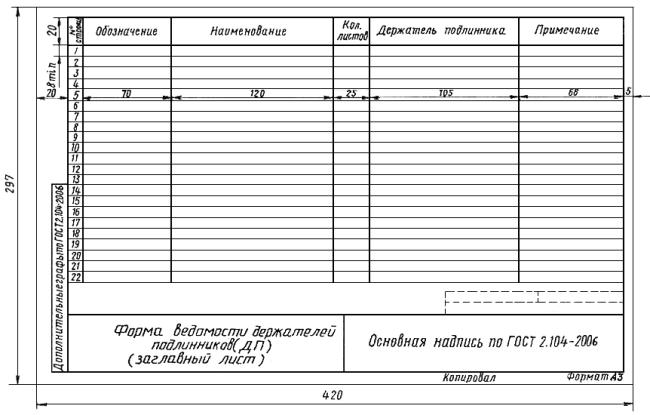 20
№ строки
Обозначение
Наименование
Кол. листов
Держатель подлинника
Примечание
8 min
1
2
3
4
20
5
70
120
25
105
68
5
6
7
8
9
10
11
12
13
14
15
16
17
18
19
20
21
22
297
Дополнительные графы по ГОСТ 2.104-2006
Форма ведомости держателей
подлинников(ДП)
(заглавный лист)
Основная надпись по ГОСТ 2.104-2006
Копировал
Формат А3
420